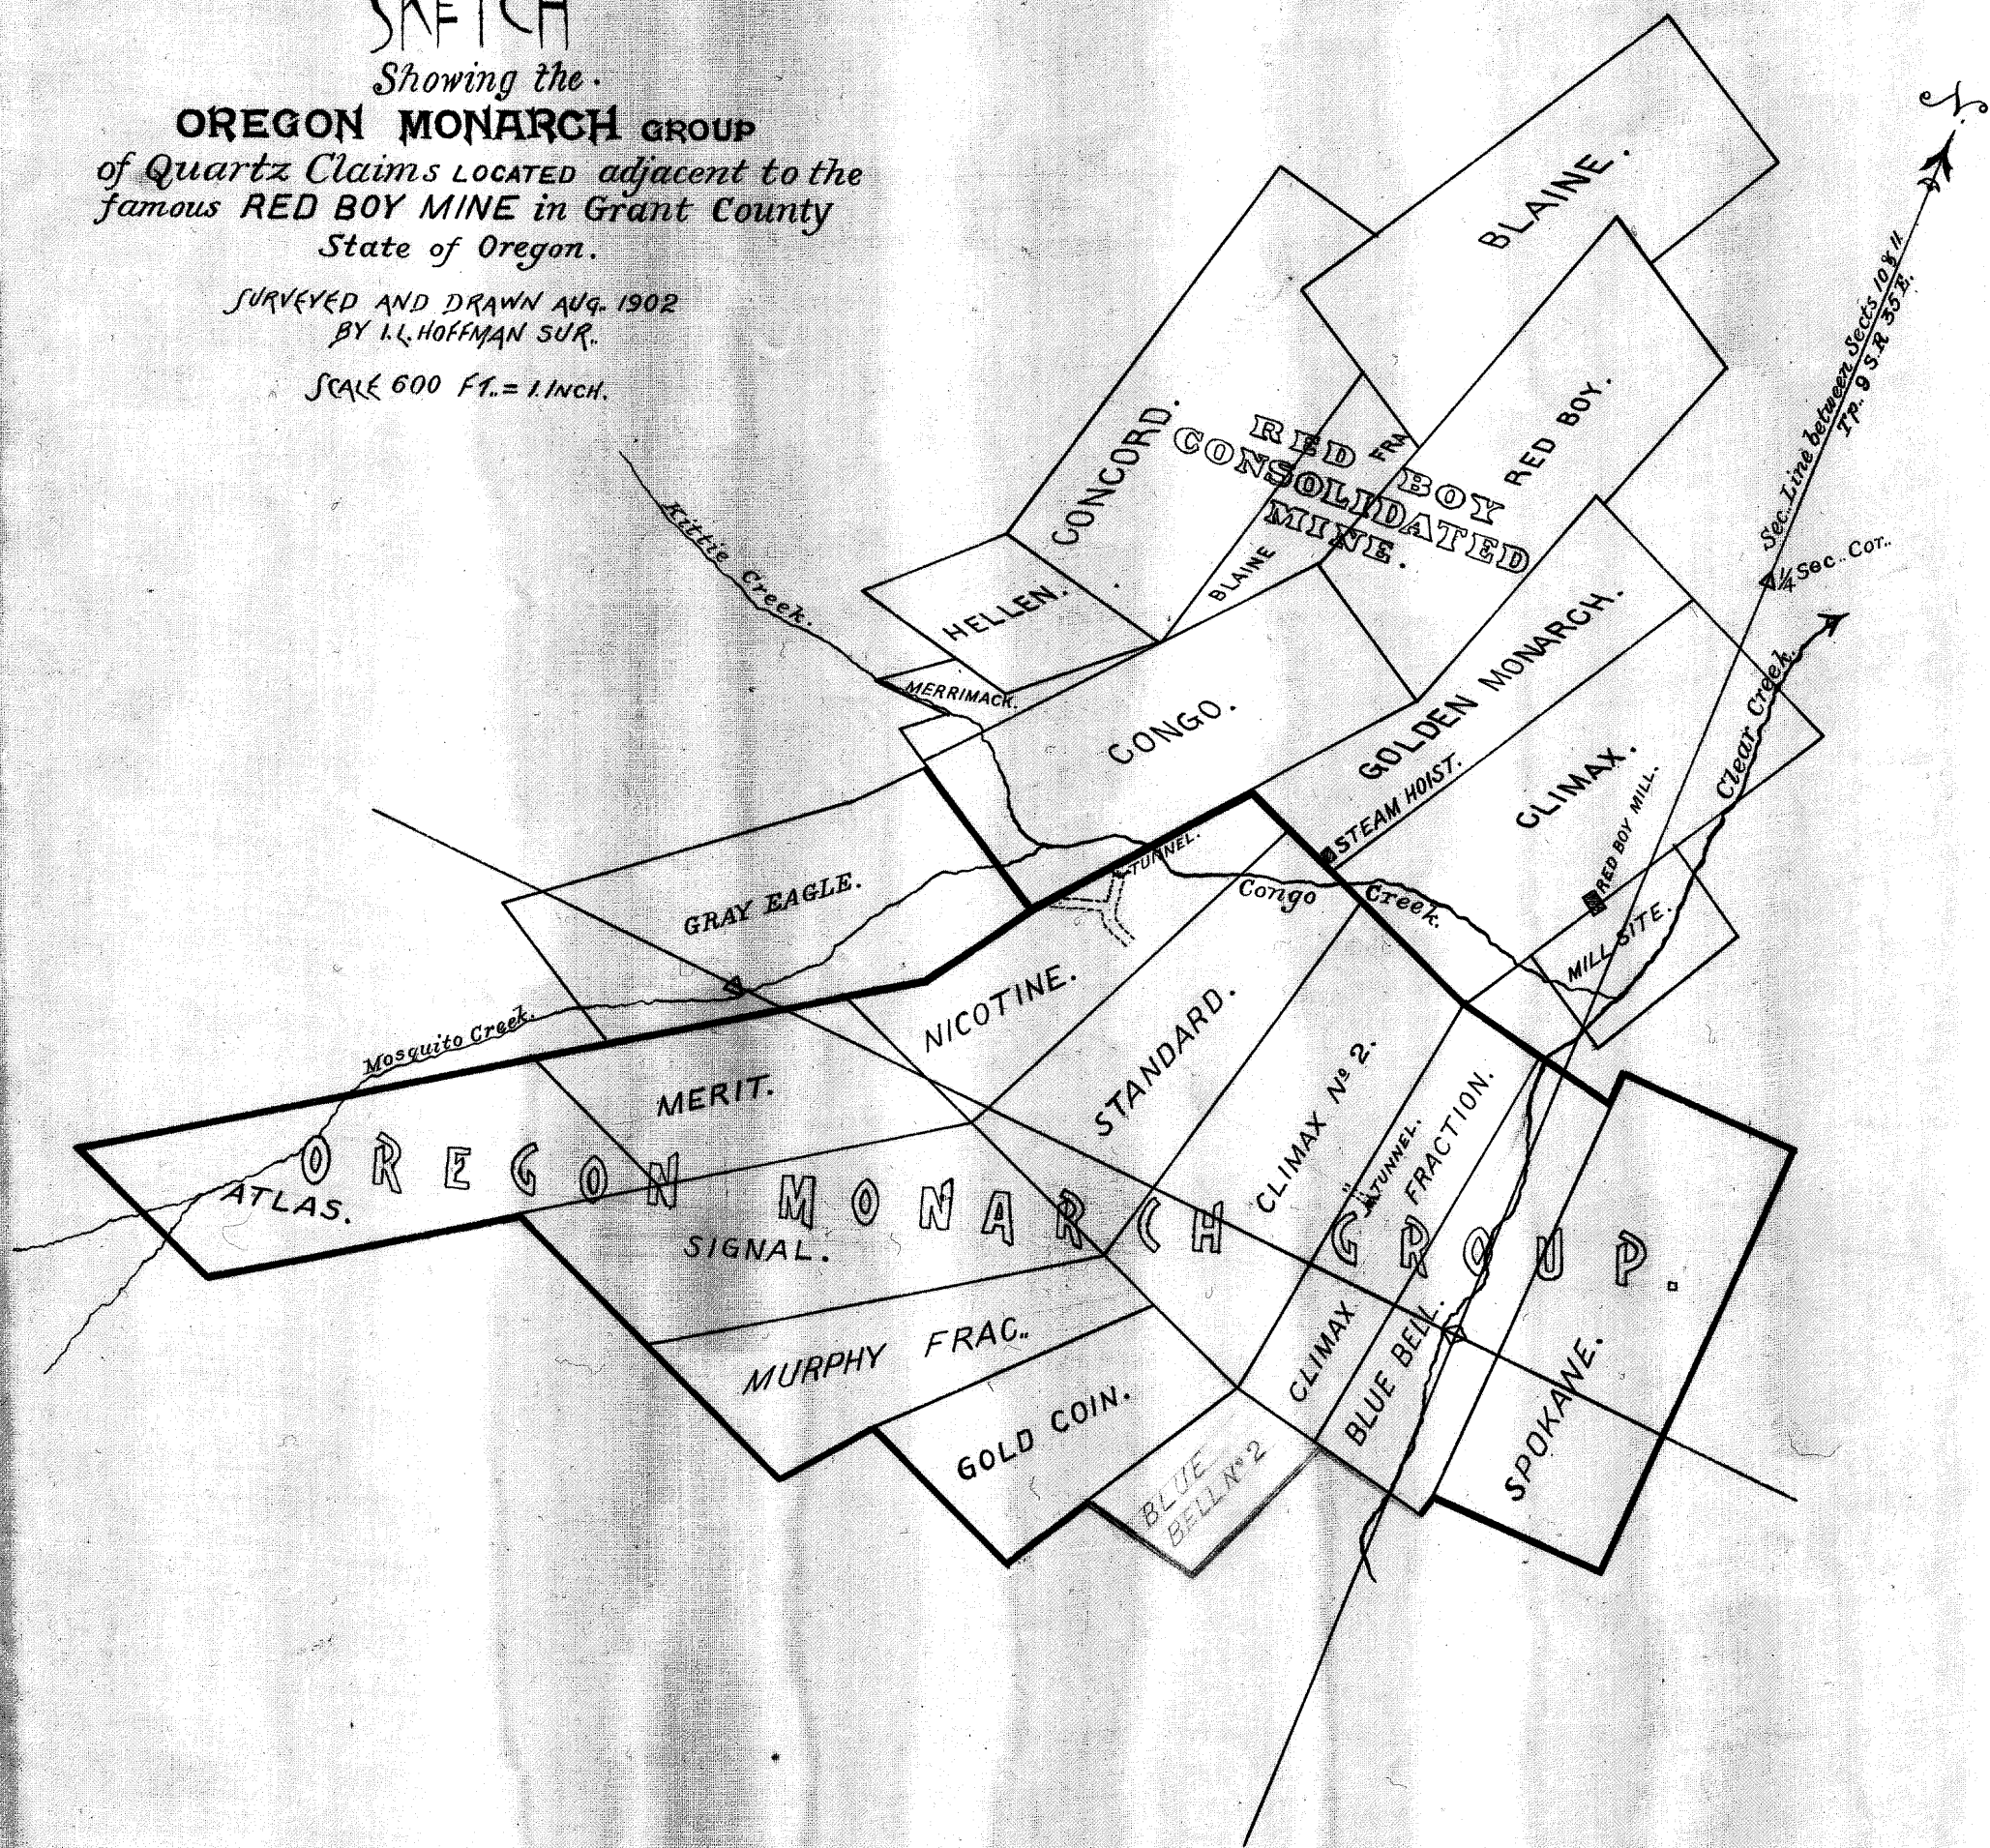 SKETCH
Showing the.
OREGON MONARCH GROUP
of Quartz Claims LOCATED adjacent to the
famous RED BOY MINE in Grant County
State of Oregon.
SURVEYED AND DRAWN AUG. 1902
BY I.L. HOFFMAN SUR.
SCALE 600 FT.. = 1. INCH.
N.
BLAINE.
Sec. Line between Sects 10 & 11
Tp.. 9 S.R 35 E.
1/4 Sec.. Cor..
CONCORD.
RED BOY.
FRA
RED BOY
CONSOLIDATED
MINE.
BLAINE
Kittie Creek.
HELLEN.
MERRIMACK.
CONGO.
GOLDEN MONARCH.
STEAM HOIST.
CLIMAX.
RED BOY MILL.
Clear Creek.
MILL SITE.
TUNNEL.
Congo Creek.
GRAY EAGLE.
Mosquito Creek.
NICOTINE.
STANDARD.
CLIMAX Nº 2.
MERIT.
TUNNEL.
FRACTION.
OREGON MONARCH GROUP.
ATLAS.
SIGNAL.
MURPHY FRAC..
GOLD COIN.
CLIMAX
BLUE BELL.
SPOKANE.
BLUE
BELL Nº 2